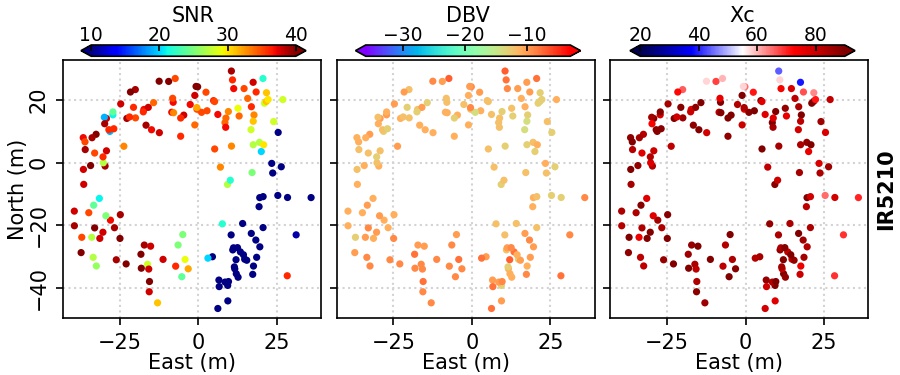 SNR
10 20 30 40
DBV
−30 −20 −10
Xc
20 40 60 80
North (m)
20
0
−20
−40
−25 0 25
East (m)
−25 0 25
East (m)
−25 0 25
East (m)
IR5210